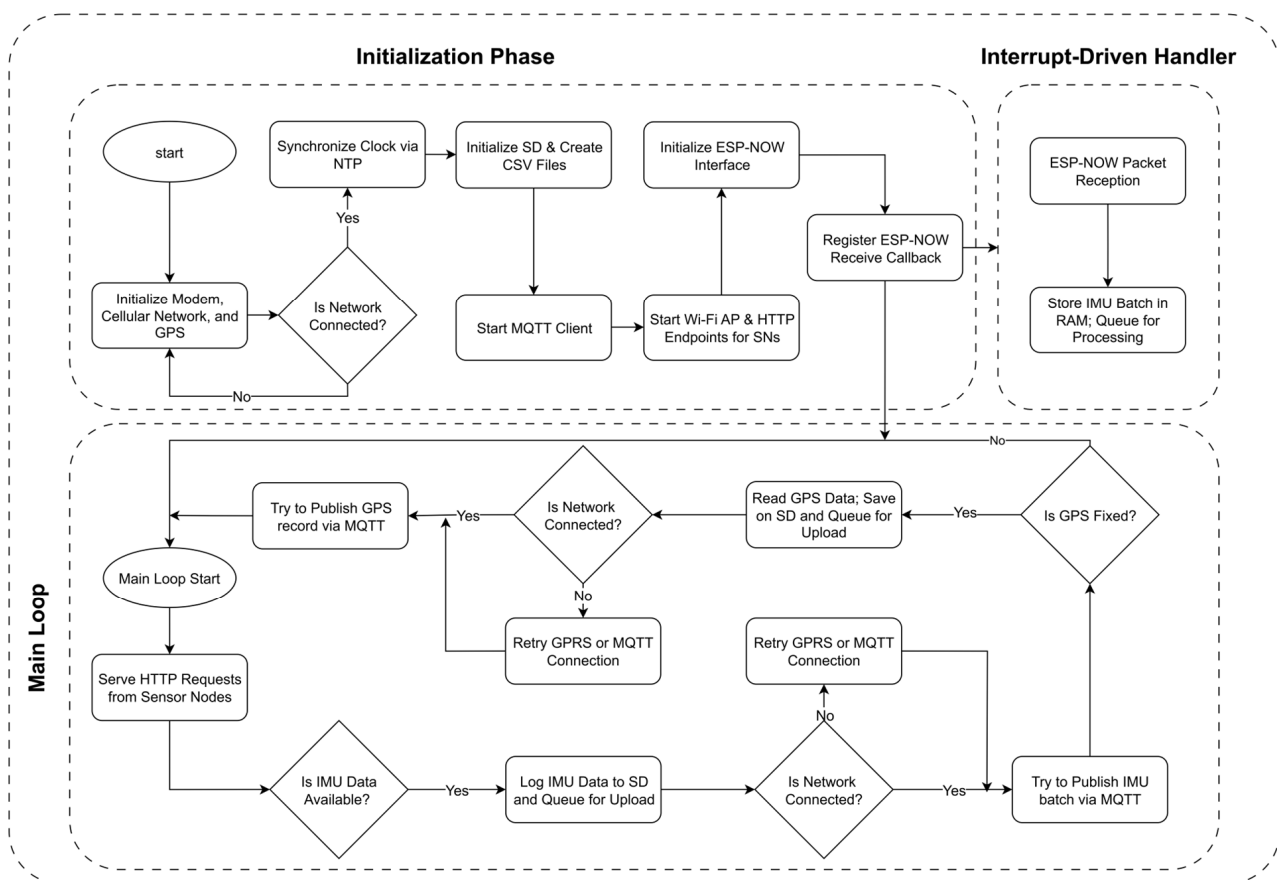 Initialization Phase
Interrupt-Driven Handler
start
Synchronize Clock via
NTP
Initialize SD & Create
CSV Files
Initialize ESP-NOW
Interface
ESP-NOW Packet
Reception
Yes
Register ESP-NOW
Receive Callback
Initialize Modem,
Cellular Network, and
GPS
Is Network
Connected?
Start MQTT Client
Start Wi-Fi AP & HTTP
Endpoints for SNs
Store IMU Batch in
RAM; Queue for
Processing
No
Main Loop
No
Try to Publish GPS
record via MQTT
Yes
Is Network
Connected?
Read GPS Data; Save
on SD and Queue for
Upload
Yes
Is GPS Fixed?
Main Loop Start
No
Retry GPRS or MQTT
Connection
Retry GPRS or MQTT
Connection
Serve HTTP Requests
from Sensor Nodes
No
Is IMU Data
Available?
Yes
Log IMU Data to SD
and Queue for Upload
Is Network
Connected?
Yes
Try to Publish IMU
batch via MQTT